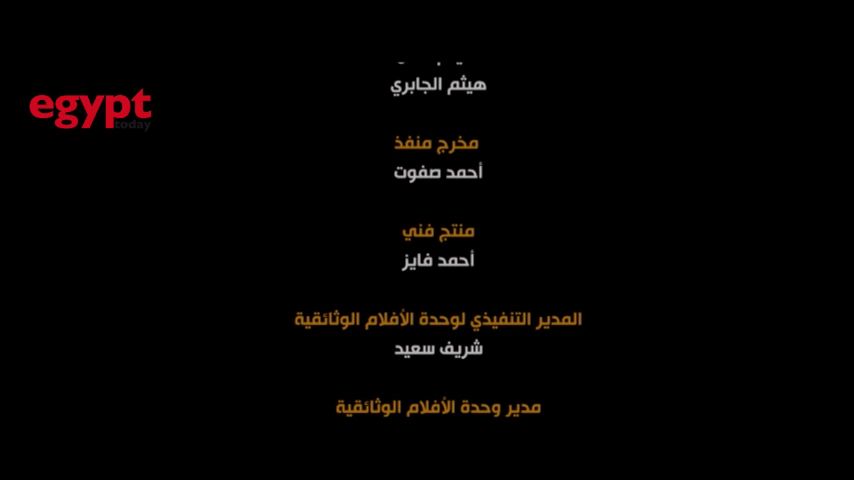 egypt
today
هيثم الجابري
مخرج منفذ
أحمد صفوت
منتج فني
أحمد فايز
المدير التنفيذي لوحدة الأفلام الوثائقية
شريف سعيد
مدير وحدة الأفلام الوثائقية